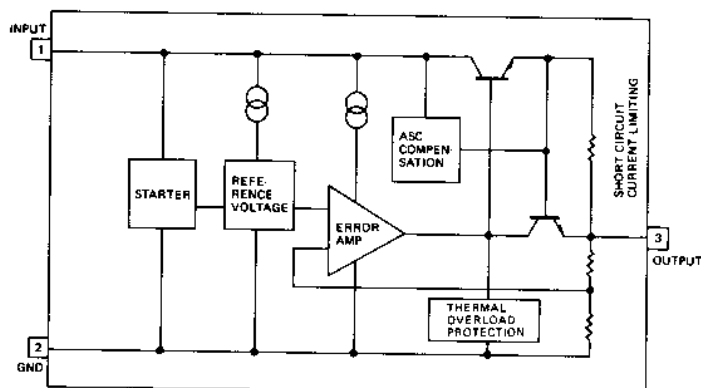 INPUT
1
STARTER
REFE-
RENCE
VOLTAGE
ERROR
AMP
ASC COMPEN-
SATION
SHORT CIRCUIT
CURRENT LIMITING
3
OUTPUT
THERMAL
OVERLOAD
PROTECTION
2
GND